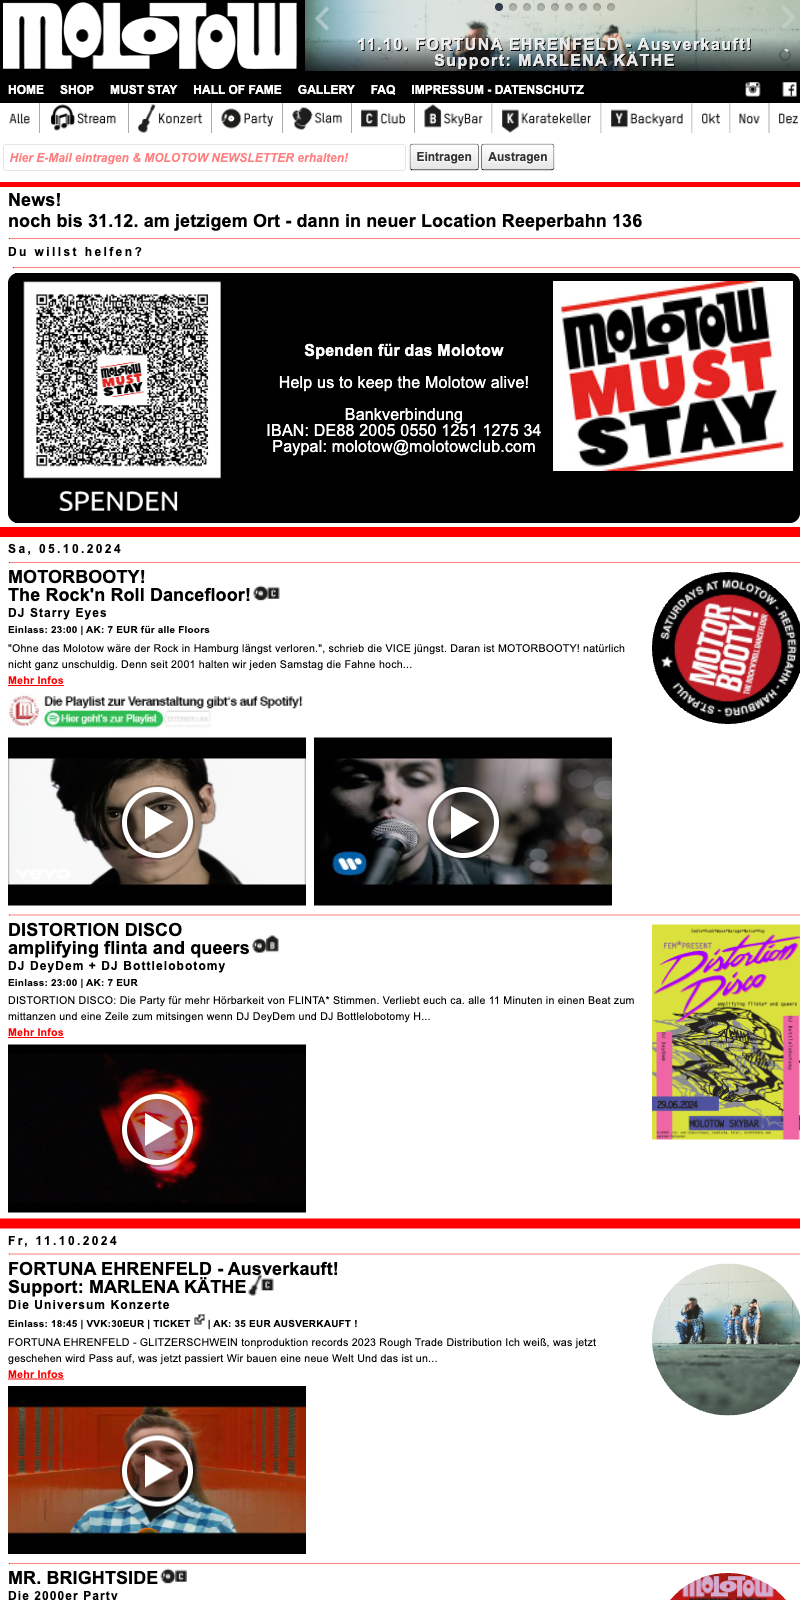 MOLOTOW
11.10. FORTUNA EHRENFELD - Ausverkauft!
Support: MARLENA KÄTHE
HOME SHOP MUST STAY HALL OF FAME GALLERY FAQ IMPRESSUM - DATENSCHUTZ
Alle Stream Konzert Party Slam C Club B SkyBar K Karatekeller Y Backyard Okt Nov Dez
Hier E-Mail eintragen & MOLOTOW NEWSLETTER erhalten! Eintragen Austragen
News!
noch bis 31.12. am jetzigem Ort - dann in neuer Location Reeperbahn 136
Du willst helfen?
MOLOTOW
MUST
STAY
SPENDEN
Spenden für das Molotow
Help us to keep the Molotow alive!
Bankverbindung
IBAN: DE88 2005 0550 1251 1275 34
Paypal: molotow@molotowclub.com
MOLOTOW
MUST
STAY
Sa, 05.10.2024
MOTORBOOTY!
The Rock'n Roll Dancefloor! C
DJ Starry Eyes
Einlass: 23:00 | AK: 7 EUR für alle Floors
"Ohne das Molotow wäre der Rock in Hamburg längst verloren.", schrieb die VICE jüngst. Daran ist MOTORBOOTY! natürlich
nicht ganz unschuldig. Denn seit 2001 halten wir jeden Samstag die Fahne hoch...
Mehr Infos
Die Playlist zur Veranstaltung gibt's auf Spotify!
Hier geht's zur Playlist EXTERNER LINK
SATURDAYS AT MOLOTOW - REEPERBAHN - HAMBURG - ST.PAULI
MOTOR
BOOTY!
THE ROCK'N'ROLL DANCEFLOOR
vevo
DISTORTION DISCO
amplifying flinta and queers B
DJ DeyDem + DJ Bottlelobotomy
Einlass: 23:00 | AK: 7 EUR
DISTORTION DISCO: Die Party für mehr Hörbarkeit von FLINTA* Stimmen. Verliebt euch ca. alle 11 Minuten in einen Beat zum
mittanzen und eine Zeile zum mitsingen wenn DJ DeyDem und DJ Bottlelobotomy H...
Mehr Infos
FEM*PRESENT
Distortion
Disco
amplifying flinta* and queers
DJ DeyDem
DJ Bottlelobotomy
29.06.2024
MOLOTOW SKYBAR
Fr, 11.10.2024
FORTUNA EHRENFELD - Ausverkauft!
Support: MARLENA KÄTHE C
Die Universum Konzerte
Einlass: 18:45 | VVK:30EUR | TICKET | AK: 35 EUR AUSVERKAUFT !
FORTUNA EHRENFELD - GLITZERSCHWEIN tonproduktion records 2023 Rough Trade Distribution Ich weiß, was jetzt
geschehen wird Pass auf, was jetzt passiert Wir bauen eine neue Welt Und das ist un...
Mehr Infos
MR. BRIGHTSIDE C
Die 2000er Party
MOLOTOW